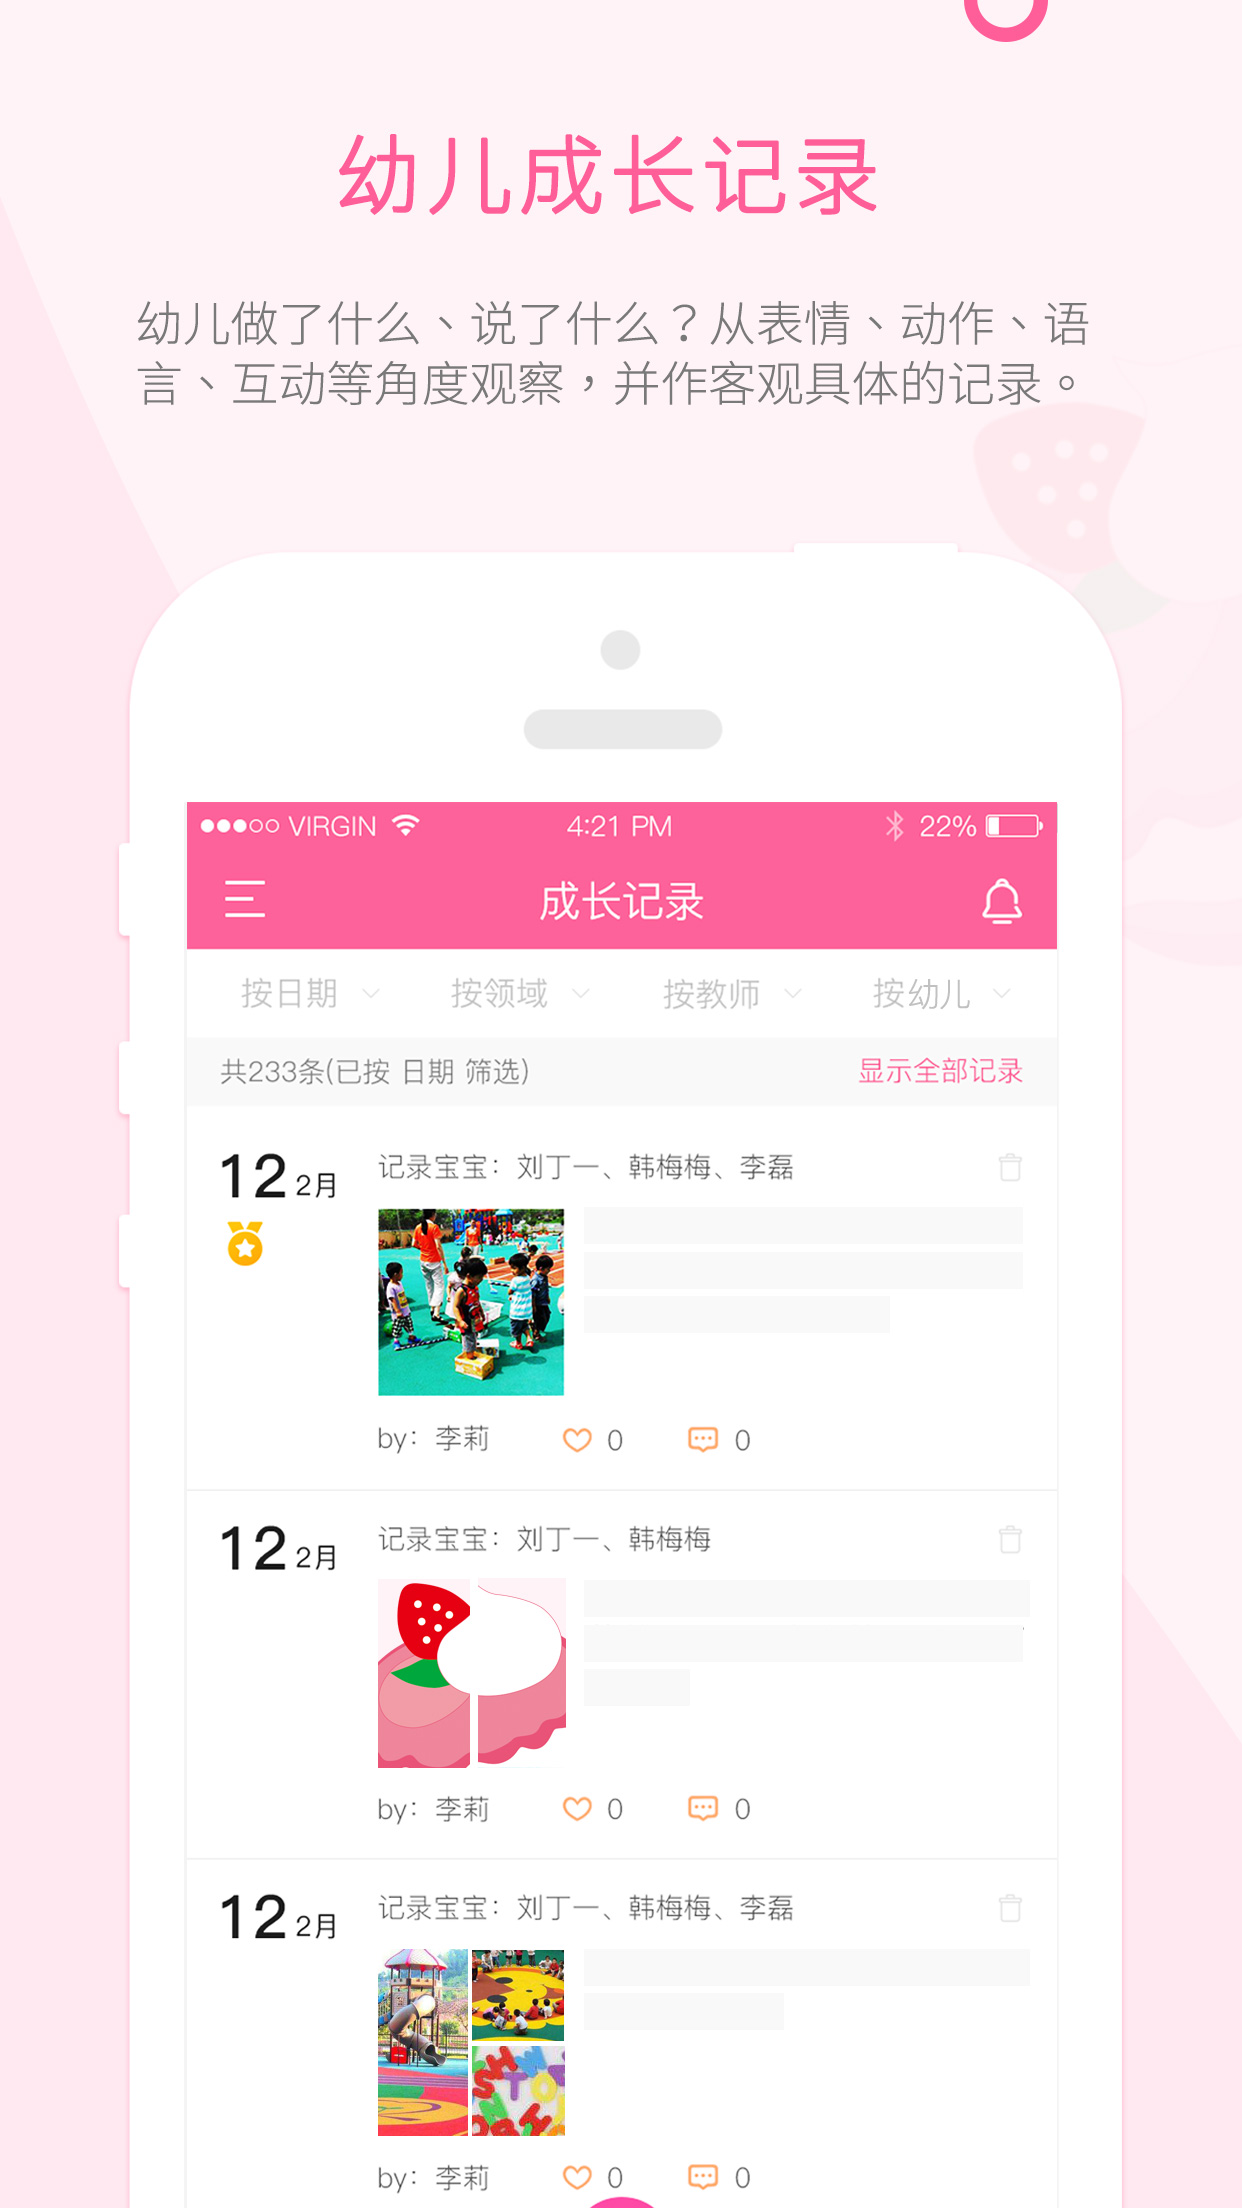 幼儿成长记录
幼儿做了什么、说了什么？从表情、动作、语
言、互动等角度观察，并作客观具体的记录。
VIRGIN 4:21 PM 22%
成长记录
按日期 按领域 按教师 按幼儿
共233条(已按 日期 筛选) 显示全部记录
12 2月 记录宝宝：刘丁一、韩梅梅、李磊
by：李莉 0 0
12 2月 记录宝宝：刘丁一、韩梅梅
by：李莉 0 0
12 2月 记录宝宝：刘丁一、韩梅梅、李磊
by：李莉 0 0